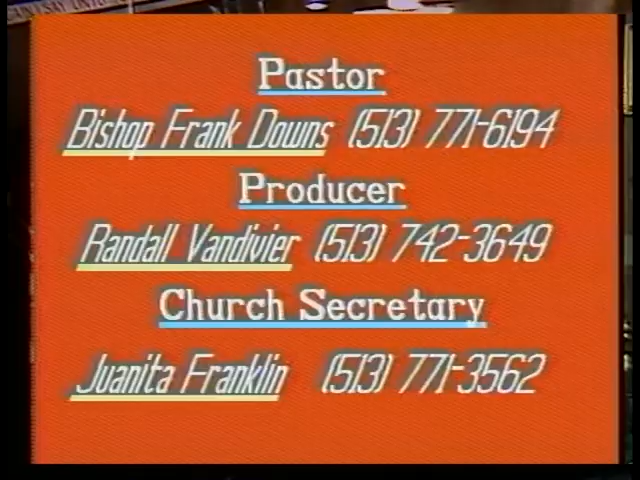 Pastor
Bishop Frank Downs (513) 771-6194
Producer
Randall Vandivier (513) 742-3649
Church Secretary
Juanita Franklin (513) 771-3562